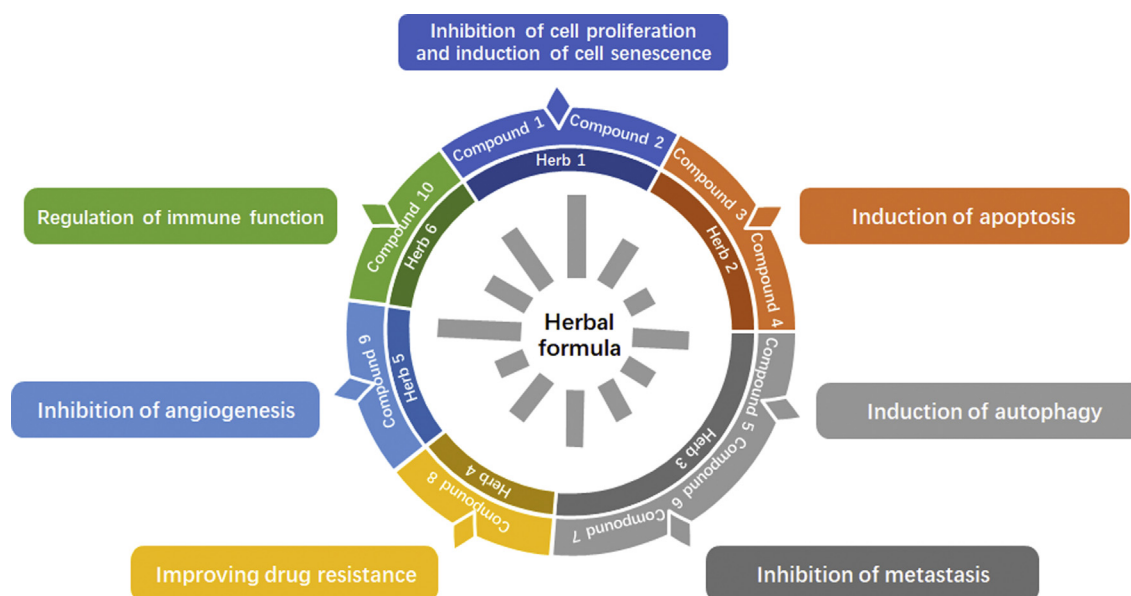 Inhibition of cell proliferation
and induction of cell senescence
Compound 1
Compound 2
Herb 1
Compound 3
Compound 4
Herb 2
Induction of apoptosis
Compound 5
Compound 6
Compound 7
Herb 3
Induction of autophagy
Inhibition of metastasis
Compound 8
Herb 4
Improving drug resistance
Compound 9
Herb 5
Inhibition of angiogenesis
Compound 10
Herb 6
Regulation of immune function
Herbal
formula